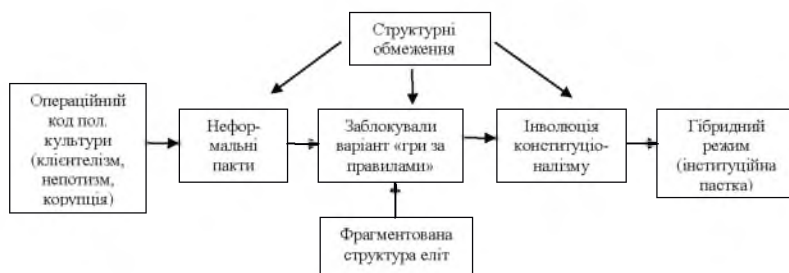 Структурні
обмеження
Операційний
код пол.
культури
(клієнтелізм,
непотизм,
корупція)
Нефор-
мальні
пакти
Заблокували
варіант «гри за
правилами»
Інволюція
конституціо-
налізму
Гібридний
режим
(інституційна
пастка)
Фрагментована
структура еліт